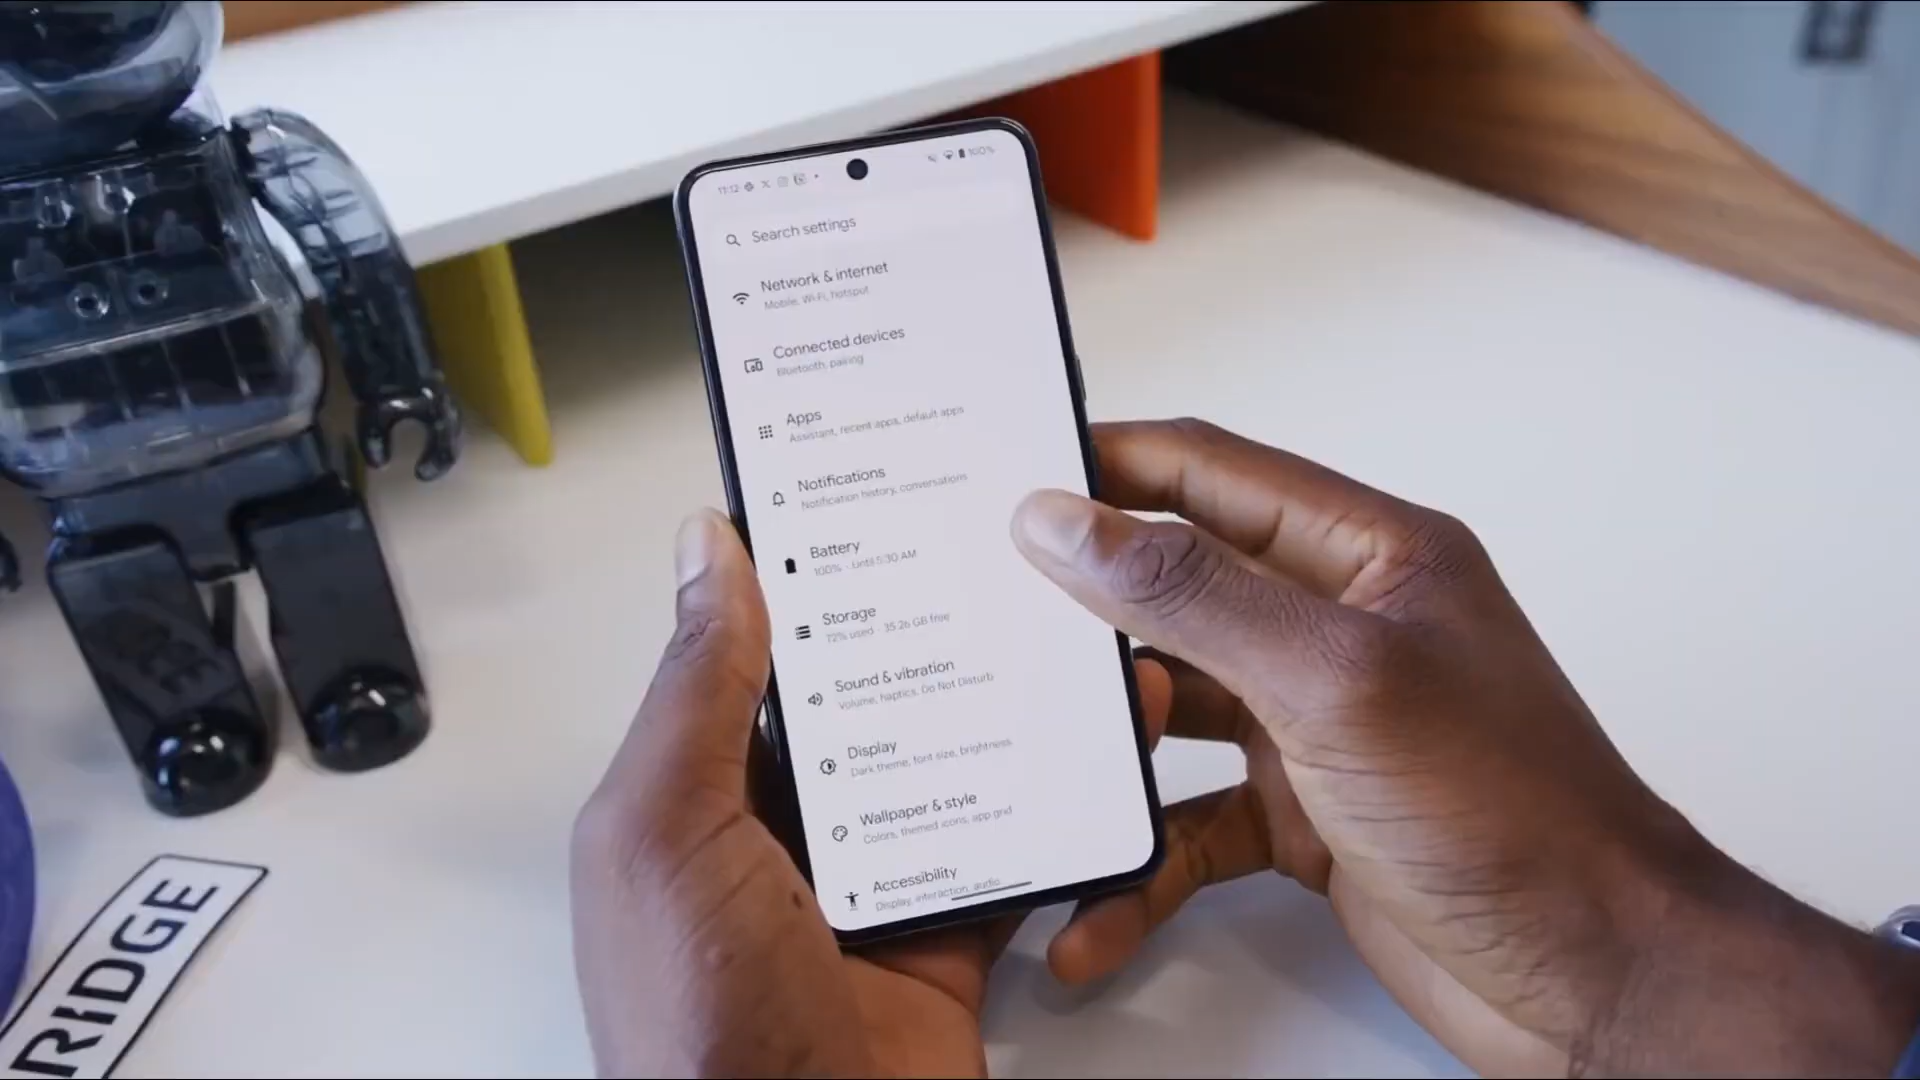 11:12
100%
Search settings
Network & internet
Mobile, Wi-Fi, hotspot
Connected devices
Bluetooth, pairing
Apps
Assistant, recent apps, default apps
Notifications
Notification history, conversations
Battery
100% - Until 5:30 AM
Storage
72% used - 35.26 GB free
Sound & vibration
Volume, haptics, Do Not Disturb
Display
Dark theme, font size, brightness
Wallpaper & style
Colors, themed icons, app grid
Accessibility
Display, interaction, audio
RIDGE